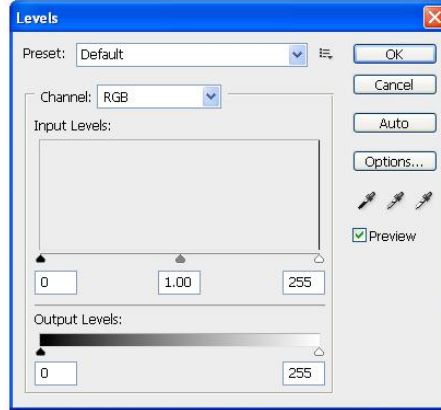 Levels
Preset: Default
OK
Cancel
Channel: RGB
Auto
Input Levels:
Options...
Preview
0 1.00 255
Output Levels:
0 255